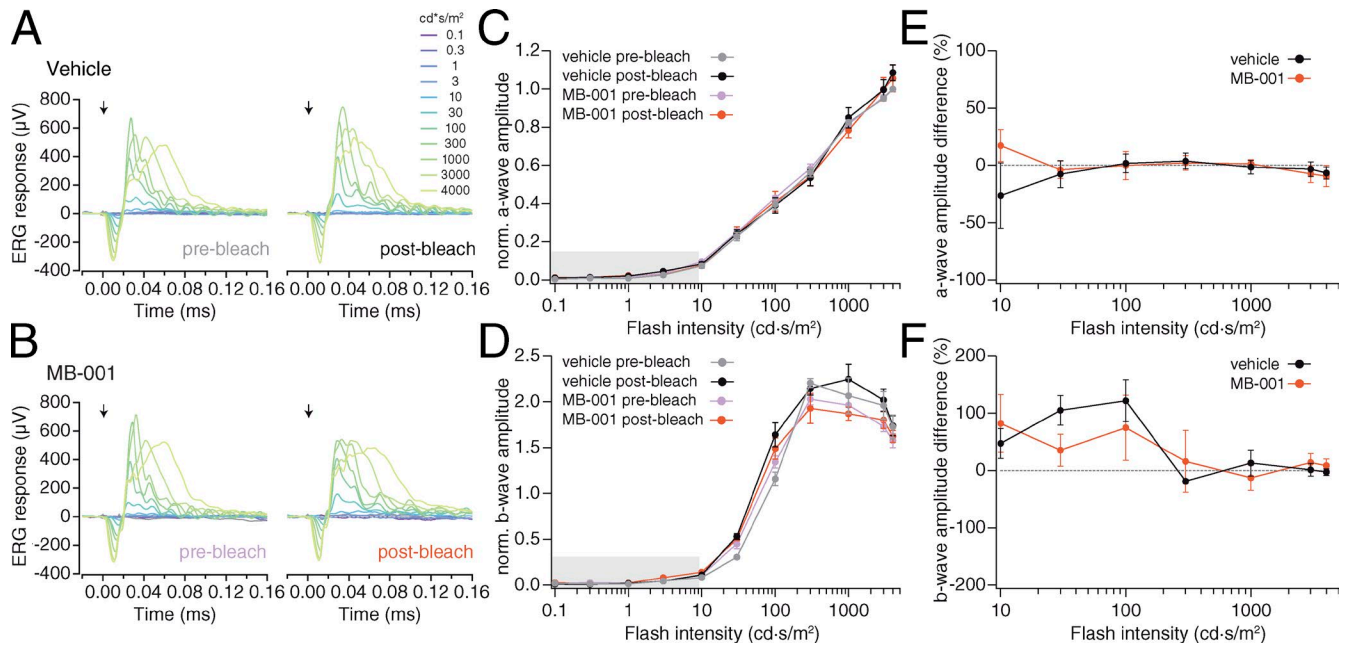 A
Vehicle
cd*s/m²
0.1
0.3
1
3
10
30
100
300
1000
3000
4000
800
600
400
200
0
-200
-400
ERG response (µV)
pre-bleach
post-bleach
0.00 0.04 0.08 0.12 0.16
0.00 0.04 0.08 0.12 0.16
Time (ms)
Time (ms)
B
MB-001
800
600
400
200
0
-200
-400
ERG response (µV)
pre-bleach
post-bleach
0.00 0.04 0.08 0.12 0.16
0.00 0.04 0.08 0.12 0.16
Time (ms)
Time (ms)
C
vehicle pre-bleach
vehicle post-bleach
MB-001 pre-bleach
MB-001 post-bleach
1.2
1.0
0.8
0.6
0.4
0.2
0.0
norm. a-wave amplitude
0.1 1 10 100 1000
Flash intensity (cd·s/m²)
D
vehicle pre-bleach
vehicle post-bleach
MB-001 pre-bleach
MB-001 post-bleach
2.5
2.0
1.5
1.0
0.5
0.0
norm. b-wave amplitude
0.1 1 10 100 1000
Flash intensity (cd·s/m²)
E
vehicle
MB-001
100
50
0
-50
-100
a-wave amplitude difference (%)
10 100 1000
Flash intensity (cd·s/m²)
F
vehicle
MB-001
200
100
0
-100
-200
b-wave amplitude difference (%)
10 100 1000
Flash intensity (cd·s/m²)